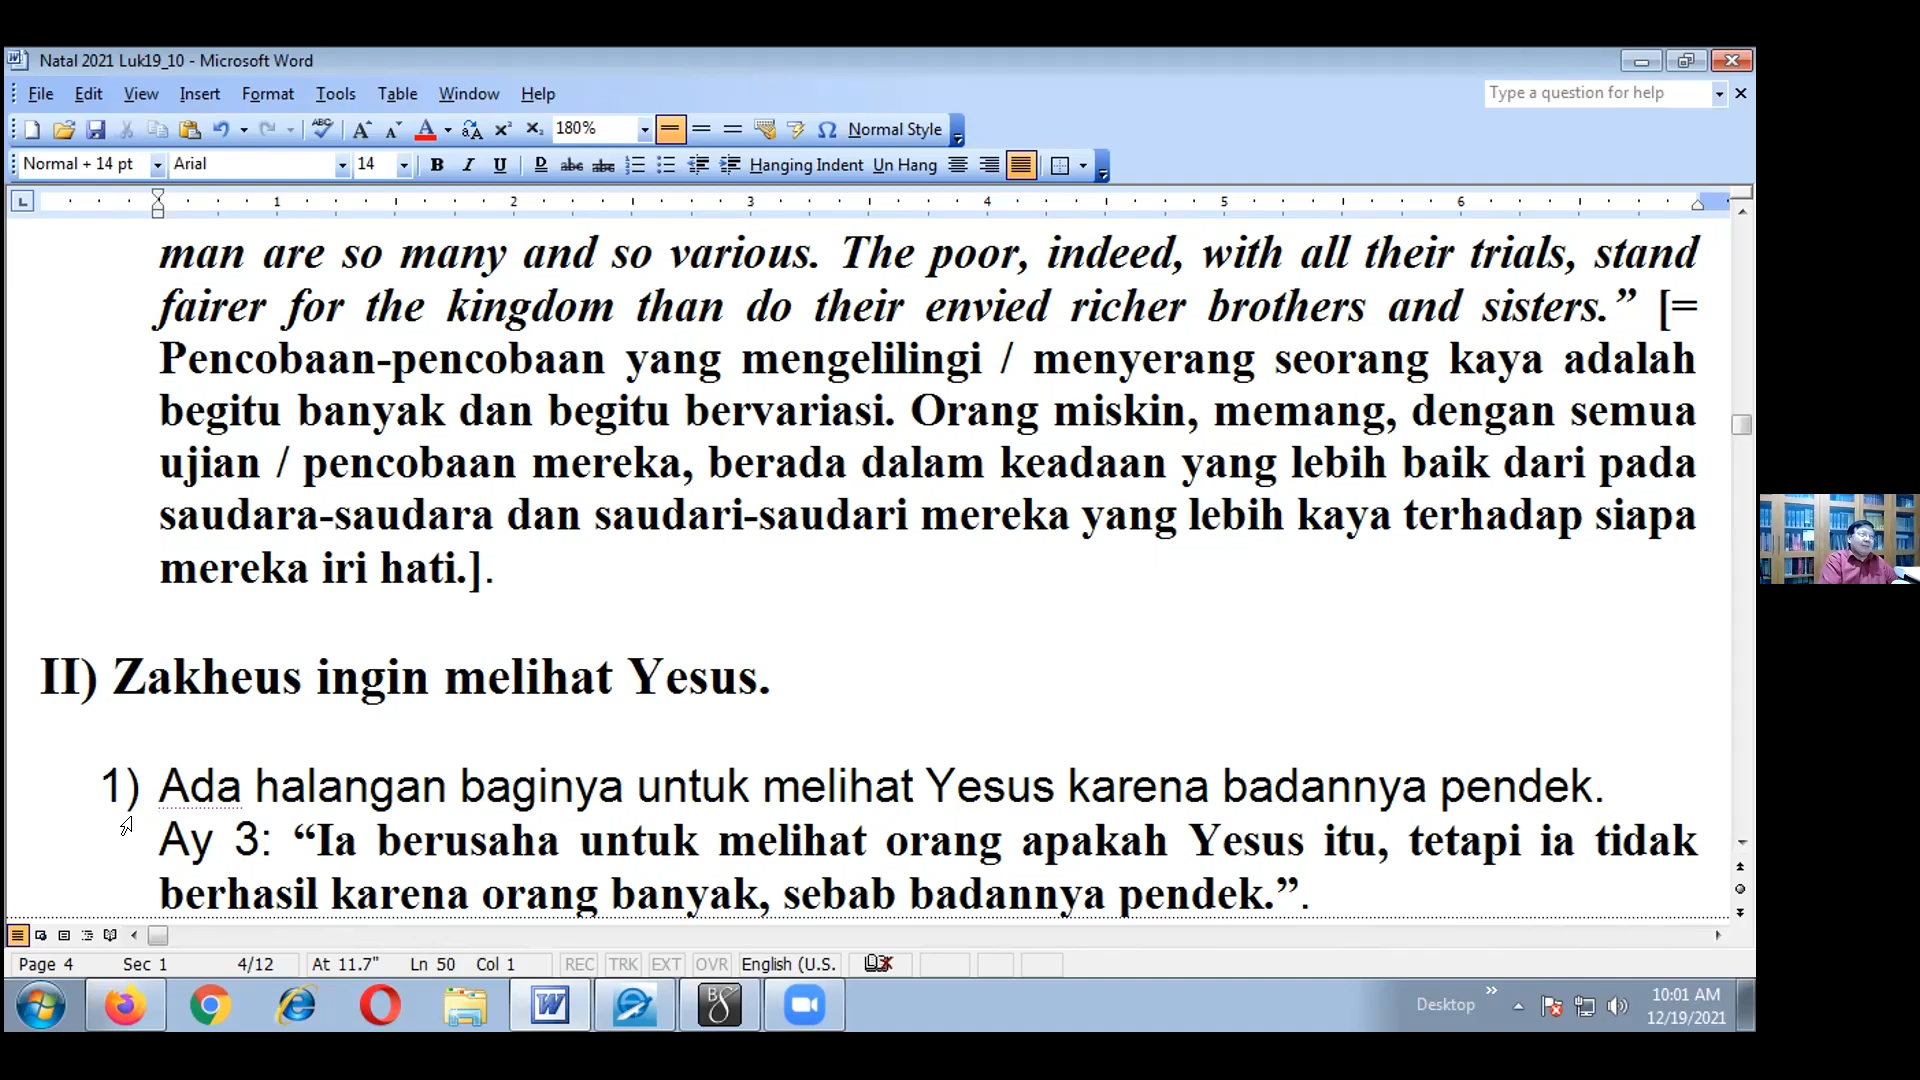 Natal 2021 Luk19_10 - Microsoft Word
File Edit View Insert Format Tools Table Window Help
Type a question for help
180% Normal Style
Normal + 14 pt Arial 14 B I U Hanging Indent Un Hang
1 2 3 4 5 6
man are so many and so various. The poor, indeed, with all their trials, stand
fairer for the kingdom than do their envied richer brothers and sisters.” [=
Pencobaan-pencobaan yang mengelilingi / menyerang seorang kaya adalah
begitu banyak dan begitu bervariasi. Orang miskin, memang, dengan semua
ujian / pencobaan mereka, berada dalam keadaan yang lebih baik dari pada
saudara-saudara dan saudari-saudari mereka yang lebih kaya terhadap siapa
mereka iri hati.].
II) Zakheus ingin melihat Yesus.
1) Ada halangan baginya untuk melihat Yesus karena badannya pendek.
Ay 3: “Ia berusaha untuk melihat orang apakah Yesus itu, tetapi ia tidak
berhasil karena orang banyak, sebab badannya pendek.”.
Page 4 Sec 1 4/12 At 11.7" Ln 50 Col 1 REC TRK EXT OVR English (U.S.
Desktop
10:01 AM
12/19/2021